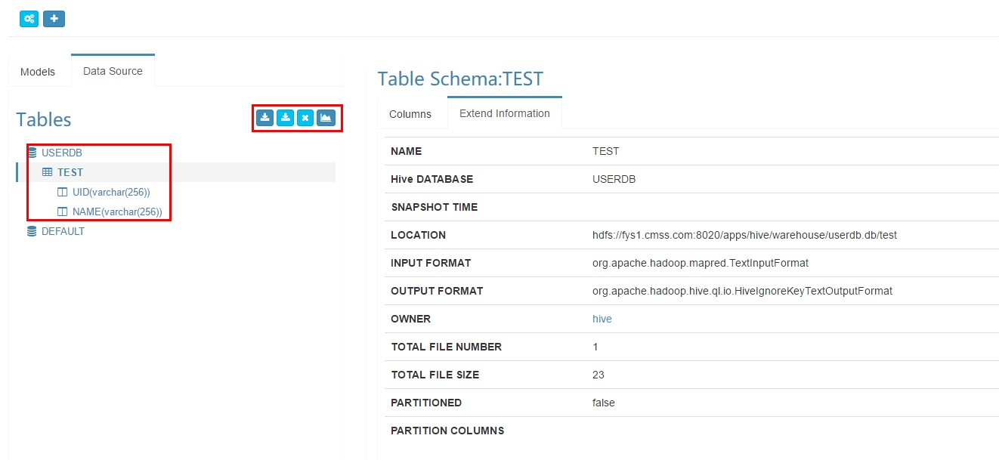 Models
Data Source
Tables
USERDB
TEST
UID(varchar(256))
NAME(varchar(256))
DEFAULT
Table Schema:TEST
Columns
Extend Information
NAME TEST
Hive DATABASE USERDB
SNAPSHOT TIME
LOCATION hdfs://fys1.cmss.com:8020/apps/hive/warehouse/userdb.db/test
INPUT FORMAT org.apache.hadoop.mapred.TextInputFormat
OUTPUT FORMAT org.apache.hadoop.hive.ql.io.HiveIgnoreKeyTextOutputFormat
OWNER hive
TOTAL FILE NUMBER 1
TOTAL FILE SIZE 23
PARTITIONED false
PARTITION COLUMNS